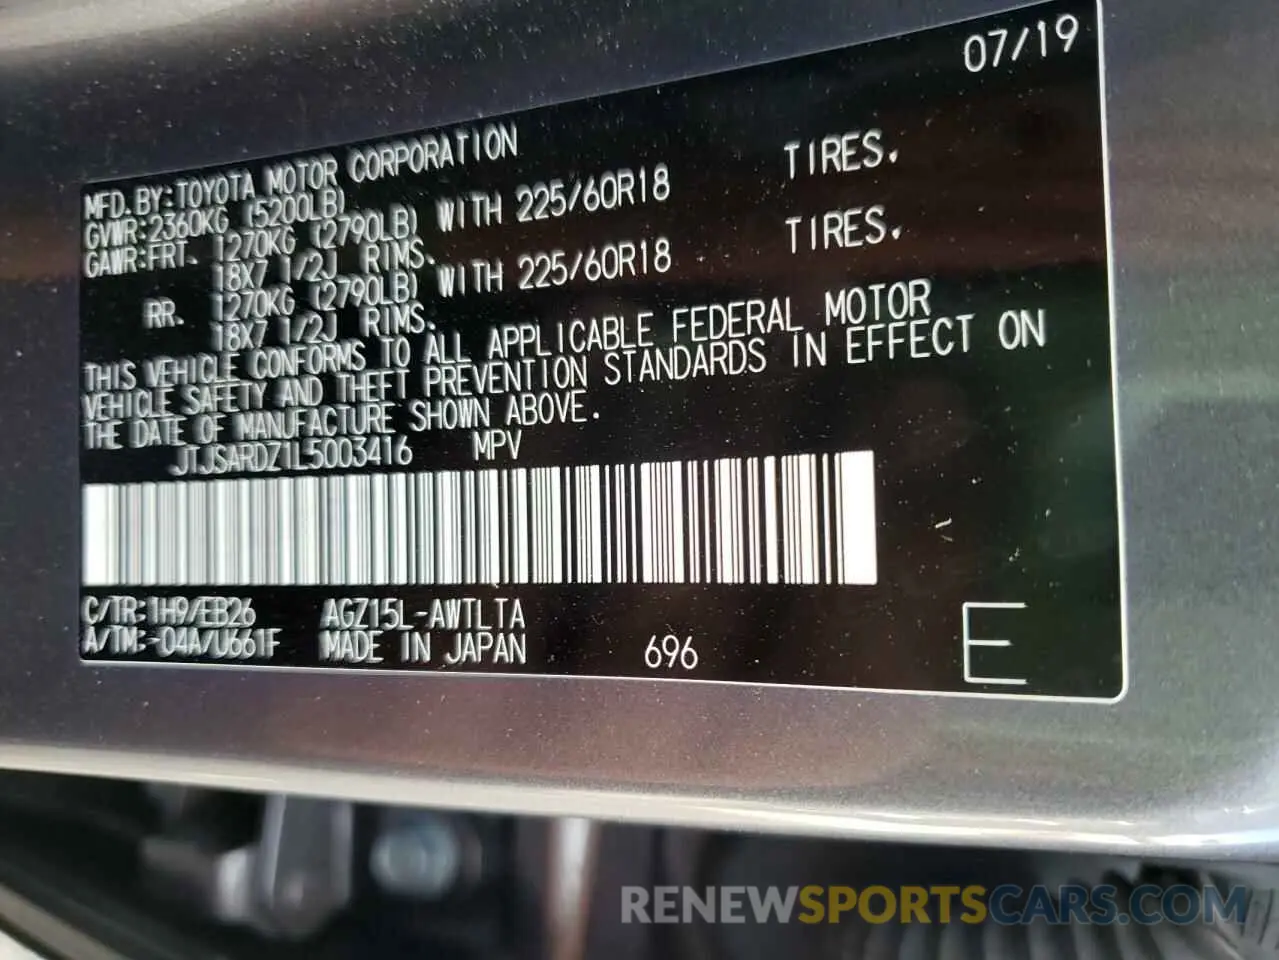 07/19
MFD. BY: TOYOTA MOTOR CORPORATION
GVWR: 2360KG (5200LB)
GAWR: FRT. 1270KG (2790LB) WITH 225/60R18 TIRES.
18X7 1/2J RIMS.
RR. 1270KG (2790LB) WITH 225/60R18 TIRES.
18X7 1/2J RIMS.
THIS VEHICLE CONFORMS TO ALL APPLICABLE FEDERAL MOTOR
VEHICLE SAFETY AND THEFT PREVENTION STANDARDS IN EFFECT ON
THE DATE OF MANUFACTURE SHOWN ABOVE.
JTJSARDZ1L5003416 MPV
C/TR: 1H9/EB26 AGZ15L-AWTLTA
A/TM: -04A/U661F MADE IN JAPAN 696
E
RENEWSPORTSCARS.COM